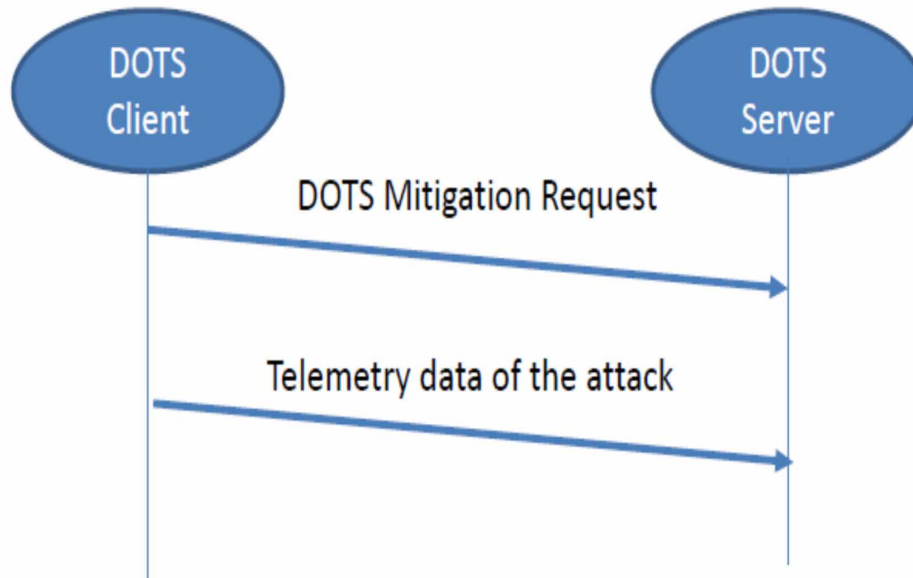 DOTS
Client
DOTS
Server
DOTS Mitigation Request
Telemetry data of the attack